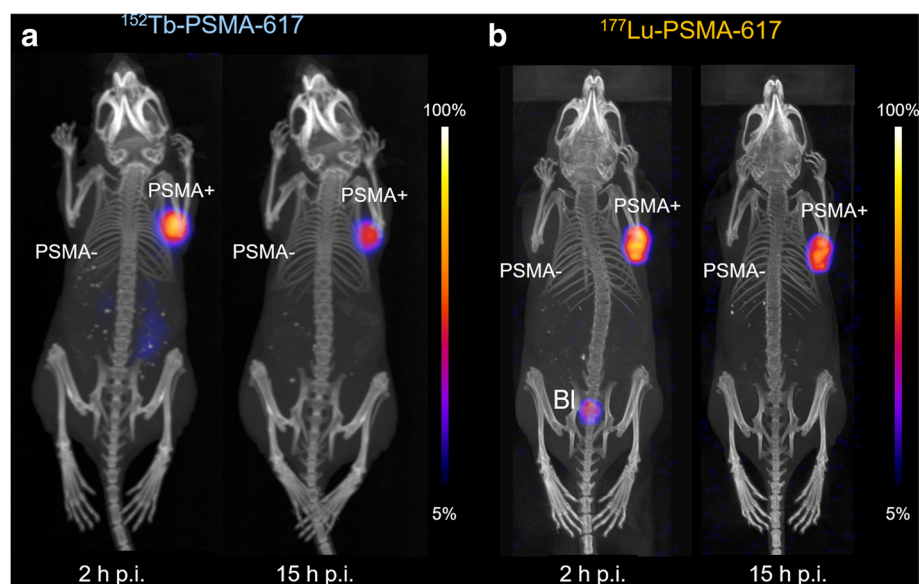 a
¹⁵²Tb-PSMA-617
PSMA+
PSMA-
2 h p.i.
PSMA+
PSMA-
15 h p.i.
100%
5%
b
¹⁷⁷Lu-PSMA-617
PSMA+
PSMA-
Bl
2 h p.i.
PSMA+
PSMA-
15 h p.i.
100%
5%